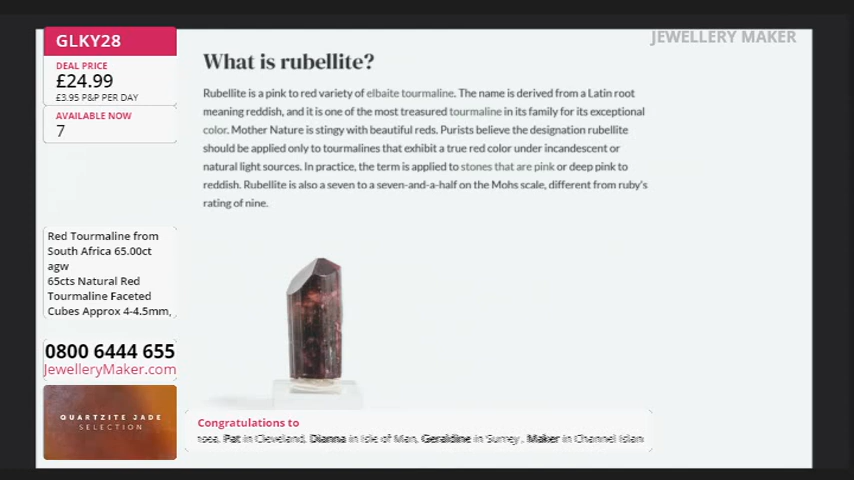 GLKY28
DEAL PRICE
£24.99
£3.95 P&P PER DAY
AVAILABLE NOW
7
JEWELLERY MAKER
What is rubellite?
Rubellite is a pink to red variety of elbaite tourmaline. The name is derived from a Latin root
meaning reddish, and it is one of the most treasured tourmaline in its family for its exceptional
color. Mother Nature is stingy with beautiful reds. Purists believe the designation rubellite
should be applied only to tourmalines that exhibit a true red color under incandescent or
natural light sources. In practice, the term is applied to stones that are pink or deep pink to
reddish. Rubellite is also a seven to a seven-and-a-half on the Mohs scale, different from ruby's
rating of nine.
Red Tourmaline from
South Africa 65.00ct
agw
65cts Natural Red
Tourmaline Faceted
Cubes Approx 4-4.5mm,
0800 6444 655
JewelleryMaker.com
QUARTZITE JADE
SELECTION
Congratulations to
Pat in Cleveland, Dianna in Isle of Man, Geraldine in Surrey, Maker in Channel Islan